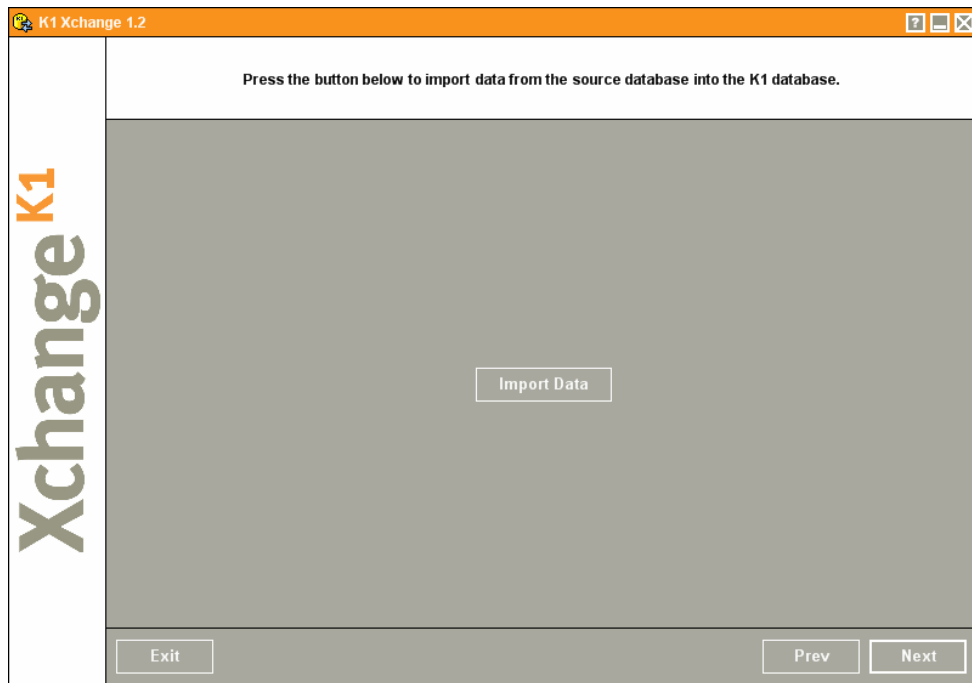 K1 Xchange 1.2
?
Press the button below to import data from the source database into the K1 database.
Xchange K1
Import Data
Exit
Prev
Next